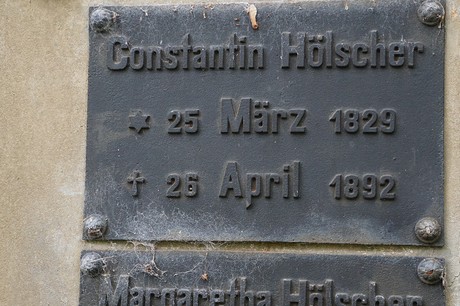 Constantin Hölscher
* 25 März 1829
† 26 April 1892
Margaretha Hölscher